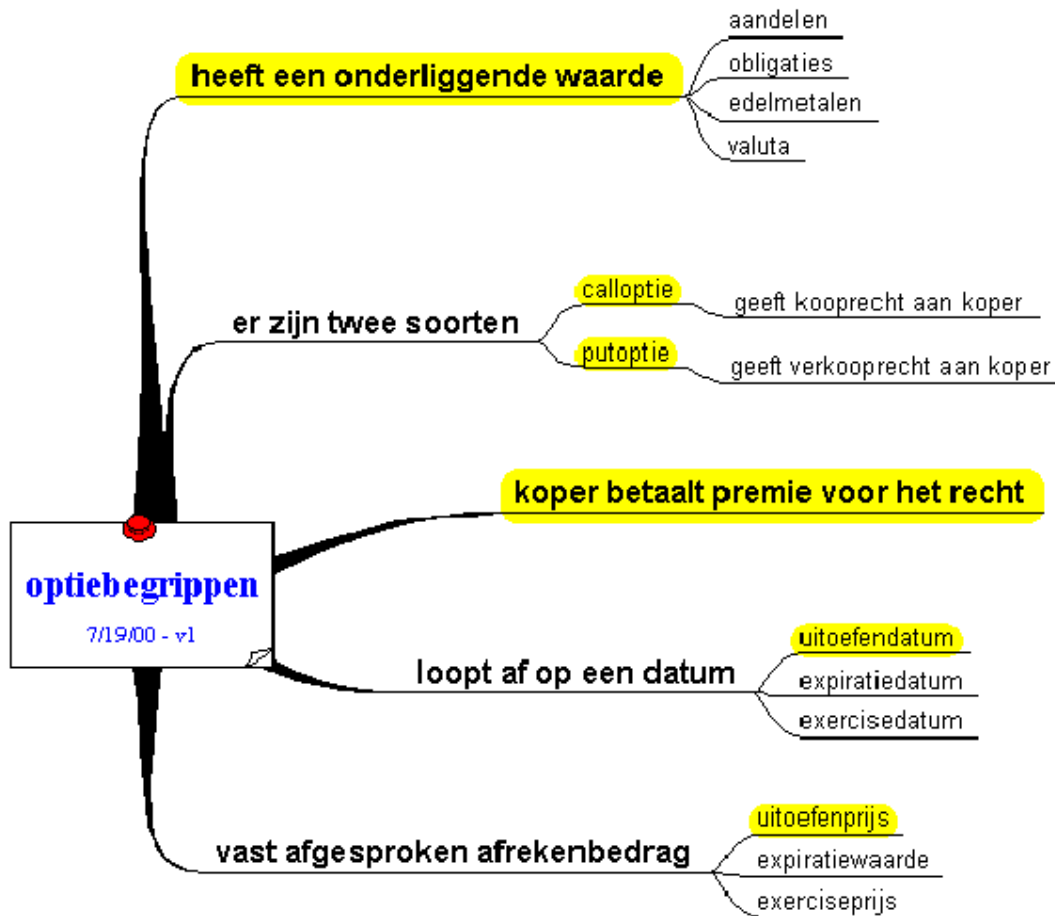 heeft een onderliggende waarde
aandelen
obligaties
edelmetalen
valuta
er zijn twee soorten
calloptie
geeft kooprecht aan koper
putoptie
geeft verkooprecht aan koper
koper betaalt premie voor het recht
optiebegrippen
7/19/00 - v1
loopt af op een datum
uitoefendatum
expiratiedatum
exercisedatum
vast afgesproken afrekenbedrag
uitoefenprijs
expiratiewaarde
exerciseprijs